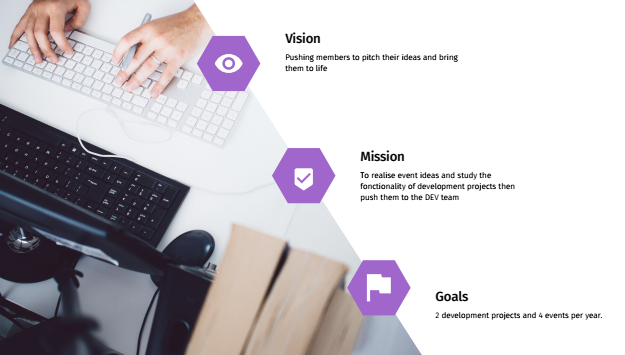 Vision
Pushing members to pitch their ideas and bring
them to life
Mission
To realise event ideas and study the
fonctionality of development projects then
push them to the DEV team
Goals
2 development projects and 4 events per year.